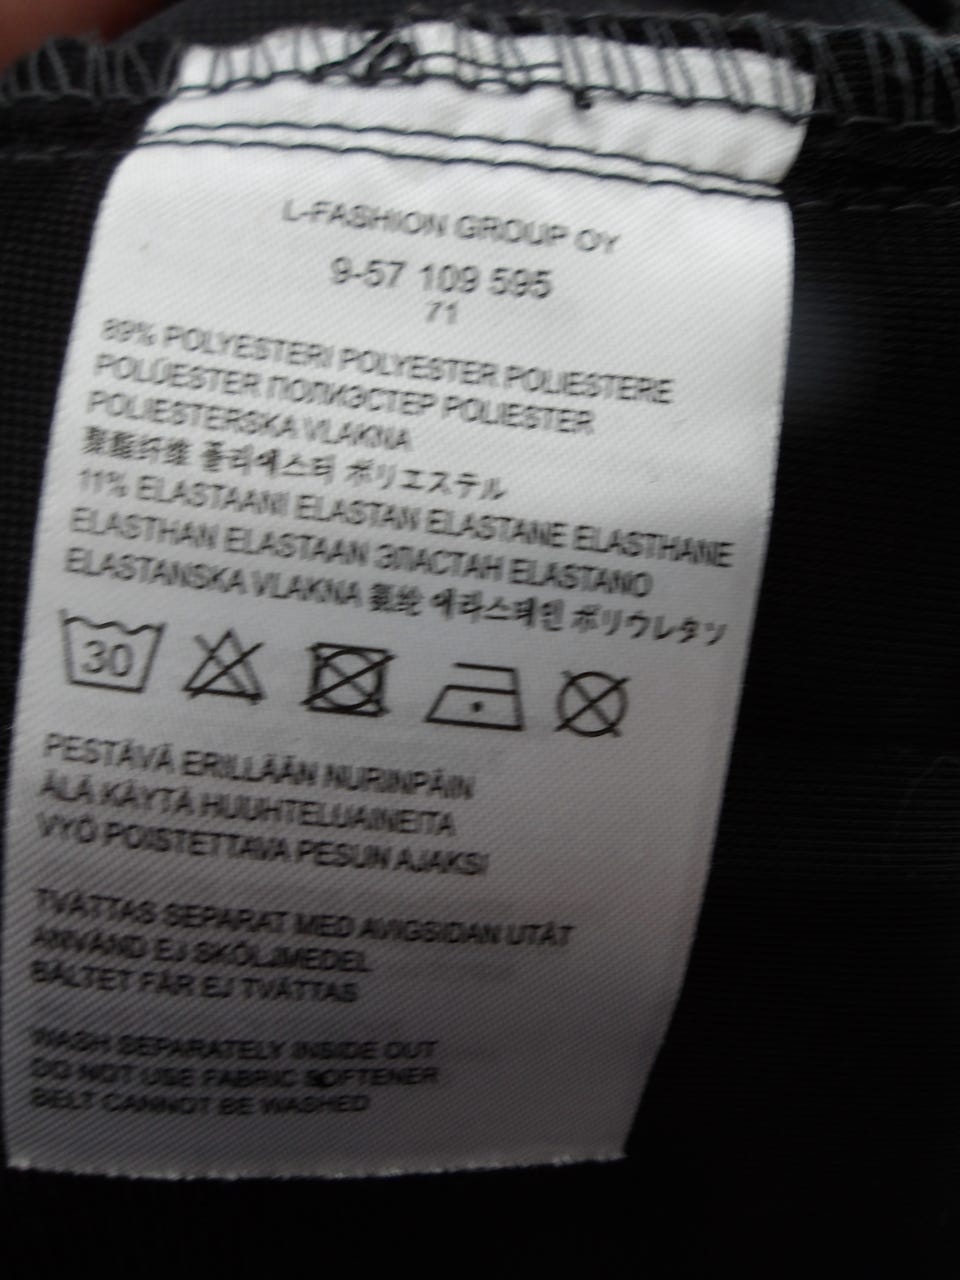 L-FASHION GROUP OY
9-57 109 595
71
89% POLYESTERI POLYESTER POLIESTERE
POLÜESTER ПОЛИЭСТЕР POLIESTER
POLIESTERSKA VLAKNA
聚酯纤维 폴리에스터 ポリエステル
11% ELASTAANI ELASTAN ELASTANE ELASTHANNE
ELASTHAN ELASTAAN ЭЛАСТАН ELASTANO
ELASTANSKA VLAKNA 氨纶 에라스테인 ポリウレタン
30
PESTÄVÄ ERILLÄÄN NURINPÄIN
ÄLÄ KÄYTÄ HUUHTELUAINEITA
VYÖ POISTETTAVA PESUN AJAKSI
TVÄTTAS SEPARAT MED AVIGSIDAN UTÅT
ANVÄND EJ SKÖLJMEDEL
BÄLTET FÅR EJ TVÄTTAS
WASH SEPARATELY INSIDE OUT
DO NOT USE FABRIC SOFTENER
BELT CANNOT BE WASHED